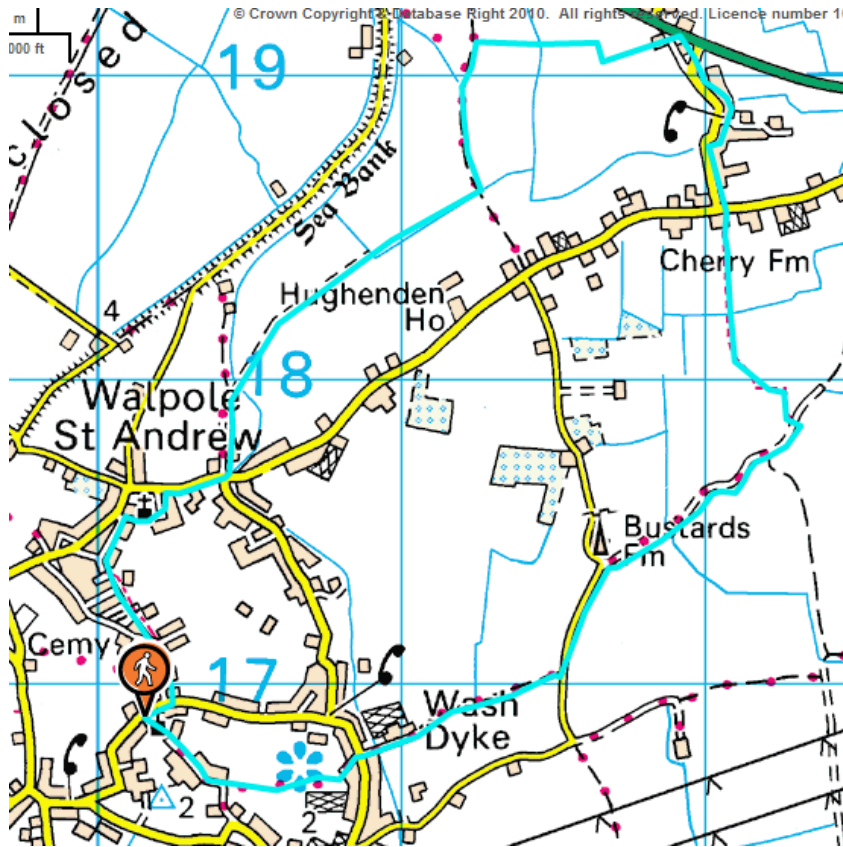 © Crown Copyright & Database Right 2010. All rights reserved. Licence number 10
m
000 ft
closed
19
Sea Bank
Cherry Fm
Hughenden
Ho
4
18
Walpole
St Andrew
Bustards
Fm
Cemy
17
Wash
Dyke
2
2